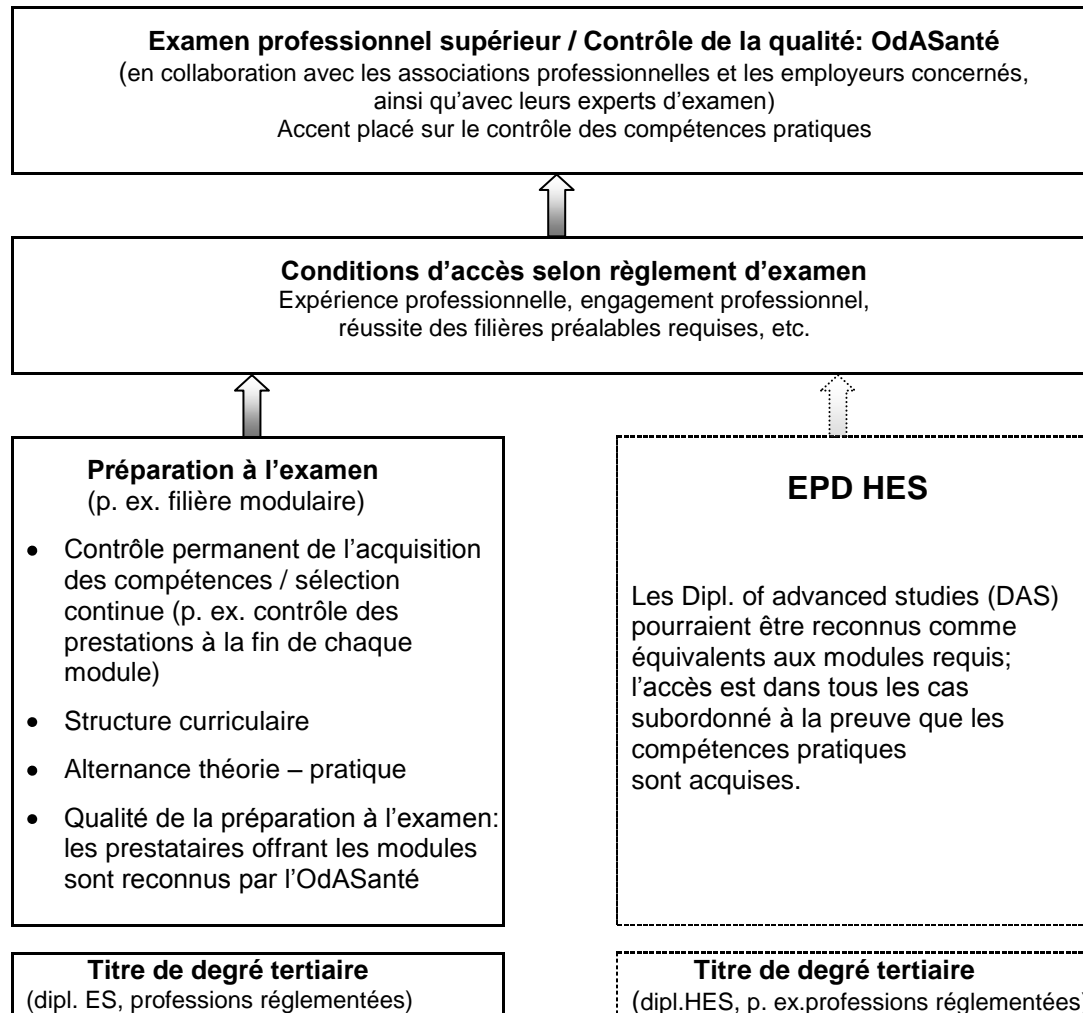 Examen professionnel supérieur / Contrôle de la qualité: OdASanté
(en collaboration avec les associations professionnelles et les employeurs concernés,
ainsi qu’avec leurs experts d’examen)
Accent placé sur le contrôle des compétences pratiques
Conditions d’accès selon règlement d’examen
Expérience professionnelle, engagement professionnel,
réussite des filières préalables requises, etc.
Préparation à l’examen
(p. ex. filière modulaire)
• Contrôle permanent de l’acquisition
des compétences / sélection
continue (p. ex. contrôle des
prestations à la fin de chaque
module)
• Structure curriculaire
• Alternance théorie – pratique
• Qualité de la préparation à l’examen:
les prestataires offrant les modules
sont reconnus par l’OdASanté
EPD HES
Les Dipl. of advanced studies (DAS)
pourraient être reconnus comme
équivalents aux modules requis;
l’accès est dans tous les cas
subordonné à la preuve que les
compétences pratiques
sont acquises.
Titre de degré tertiaire
(dipl. ES, professions réglementées)
Titre de degré tertiaire
(dipl.HES, p. ex.professions réglementées)